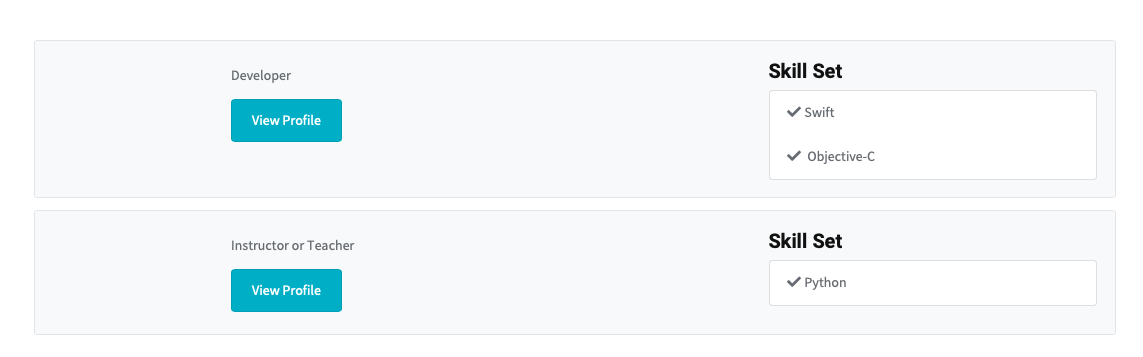 Developer
View Profile
Skill Set
Swift
Objective-C
Instructor or Teacher
View Profile
Skill Set
Python